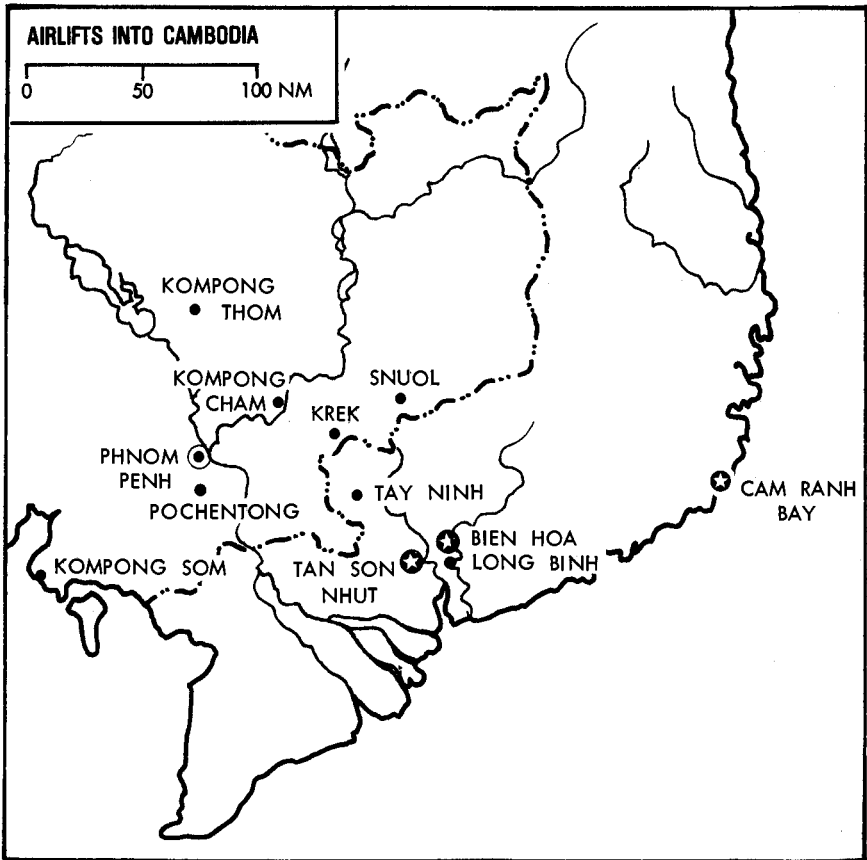 AIRLIFTS INTO CAMBODIA
0 50 100 NM
KOMPONG
THOM
KOMPONG
CHAM
SNUOL
KREK
PHNOM
PENH
POCHENTONG
TAY NINH
CAM RANH
BAY
BIEN HOA
LONG BINH
KOMPONG SOM
TAN SON
NHUT